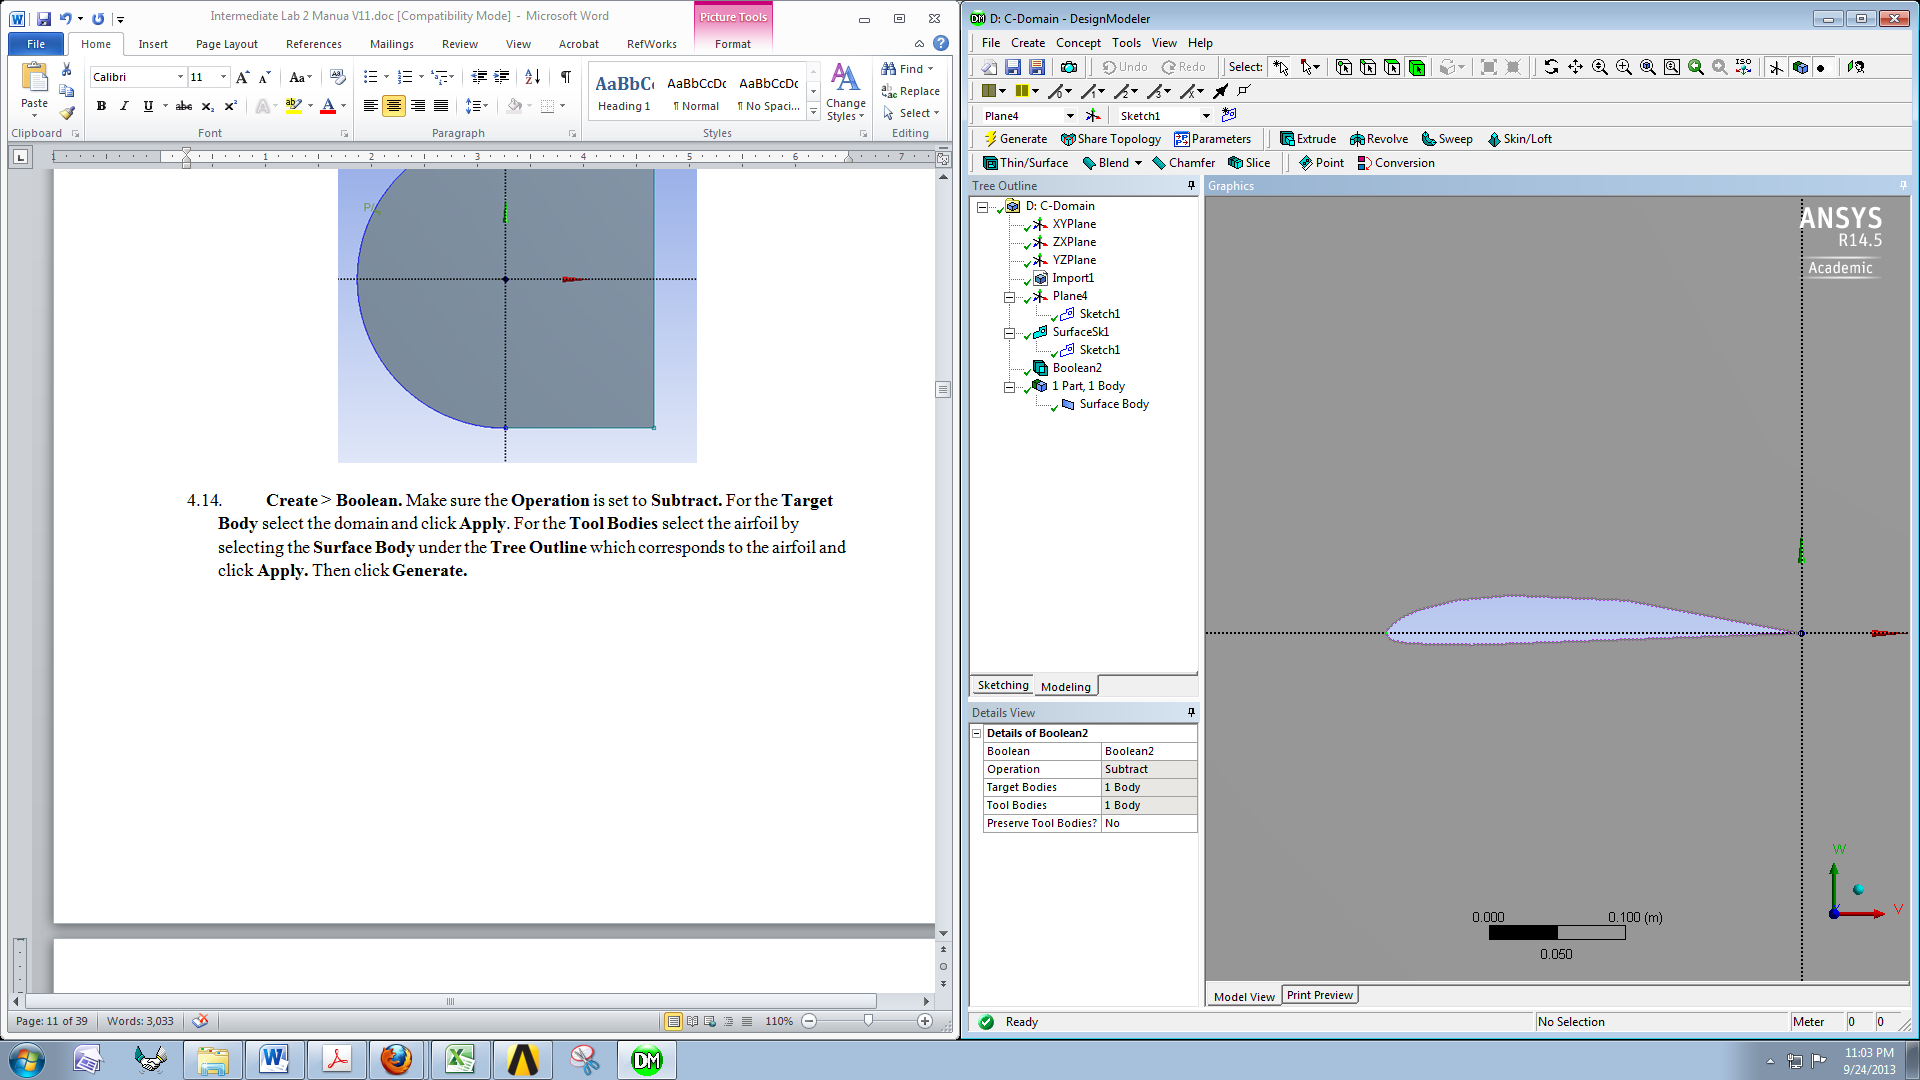 Intermediate Lab 2 Manua V11.doc [Compatibility Mode] - Microsoft Word
Picture Tools
File
Home
Insert
Page Layout
References
Mailings
Review
View
Acrobat
RefWorks
Format
Paste
Calibri
11
Clipboard
Font
Paragraph
AaBbCc
Heading 1
AaBbCcDc
¶ Normal
AaBbCcDc
¶ No Spaci...
Change
Styles
Styles
Find
Replace
Select
Editing
1 1 2 3 4 5 6 7
4.14. Create > Boolean. Make sure the Operation is set to Subtract. For the Target
Body select the domain and click Apply. For the Tool Bodies select the airfoil by
selecting the Surface Body under the Tree Outline which corresponds to the airfoil and
click Apply. Then click Generate.
Page: 11 of 39
Words: 3,033
110%
D: C-Domain - DesignModeler
File Create Concept Tools View Help
Undo Redo Select:
Plane4
Sketch1
Generate Share Topology Parameters Extrude Revolve Sweep Skin/Loft
Thin/Surface Blend Chamfer Slice Point Conversion
Tree Outline
D: C-Domain
XYPlane
ZXPlane
YZPlane
Import1
Plane4
Sketch1
SurfaceSk1
Sketch1
Boolean2
1 Part, 1 Body
Surface Body
Sketching
Modeling
Details View
Details of Boolean2
Boolean Boolean2
Operation Subtract
Target Bodies 1 Body
Tool Bodies 1 Body
Preserve Tool Bodies? No
Graphics
ANSYS
R14.5
Academic
W
V
0.000 0.100 (m)
0.050
Model View
Print Preview
Ready
No Selection
Meter
0
0
DM
11:03 PM
9/24/2013